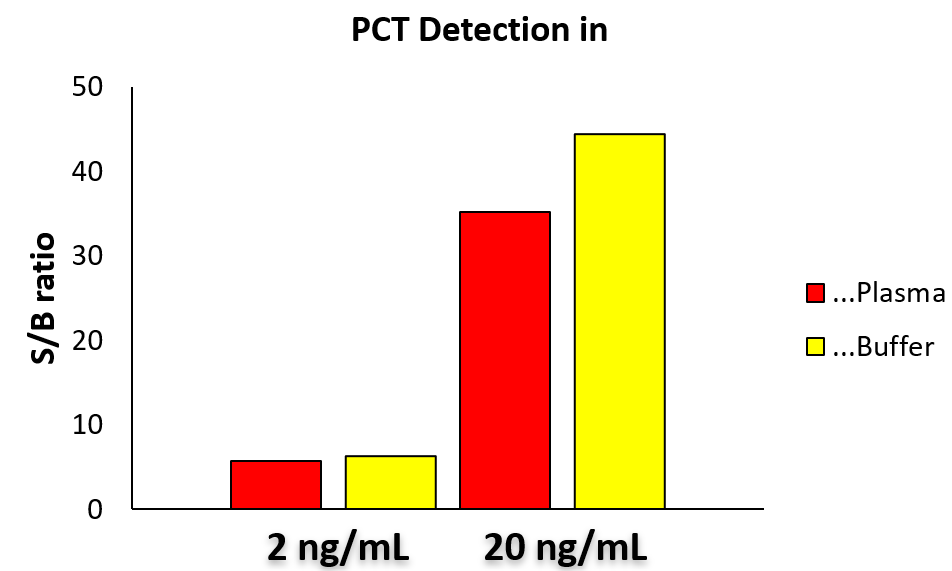 PCT Detection in
50
40
30
20
10
0
S/B ratio
2 ng/mL
20 ng/mL
...Plasma
...Buffer